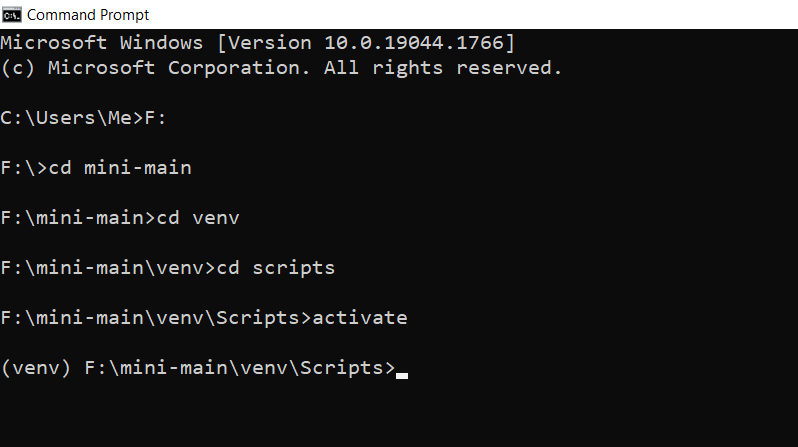 Command Prompt
Microsoft Windows [Version 10.0.19044.1766]
(c) Microsoft Corporation. All rights reserved.
C:\Users\Me>F:
F:\>cd mini-main
F:\mini-main>cd venv
F:\mini-main\venv>cd scripts
F:\mini-main\venv\Scripts>activate
(venv) F:\mini-main\venv\Scripts>